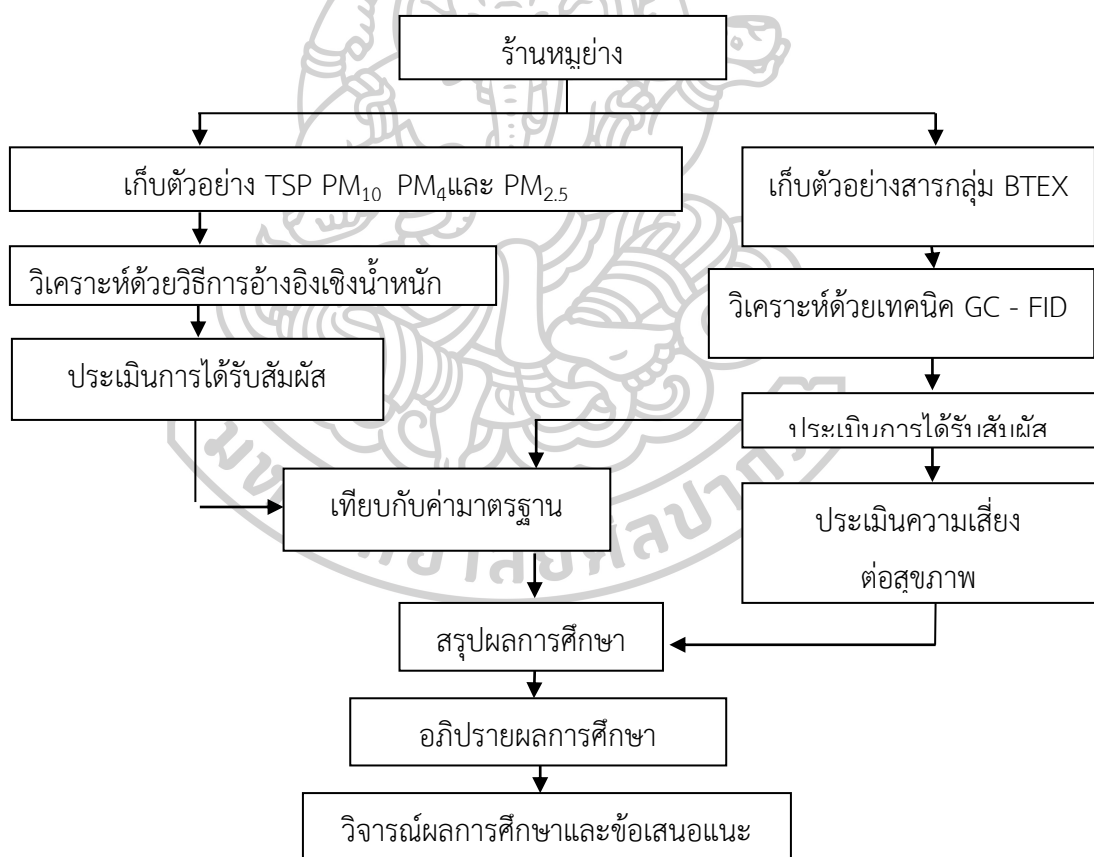 ร้านหมูย่าง
เก็บตัวอย่าง TSP PM₁₀ PM₄และ PM₂.₅
เก็บตัวอย่างสารกลุ่ม BTEX
วิเคราะห์ด้วยวิธีการอ้างอิงเชิงน้ำหนัก
วิเคราะห์ด้วยเทคนิค GC - FID
ประเมินการได้รับสัมผัส
ประเมินการได้รับสัมผัส
เทียบกับค่ามาตรฐาน
ประเมินความเสี่ยง
ต่อสุขภาพ
สรุปผลการศึกษา
อภิปรายผลการศึกษา
วิจารณ์ผลการศึกษาและข้อเสนอแนะ